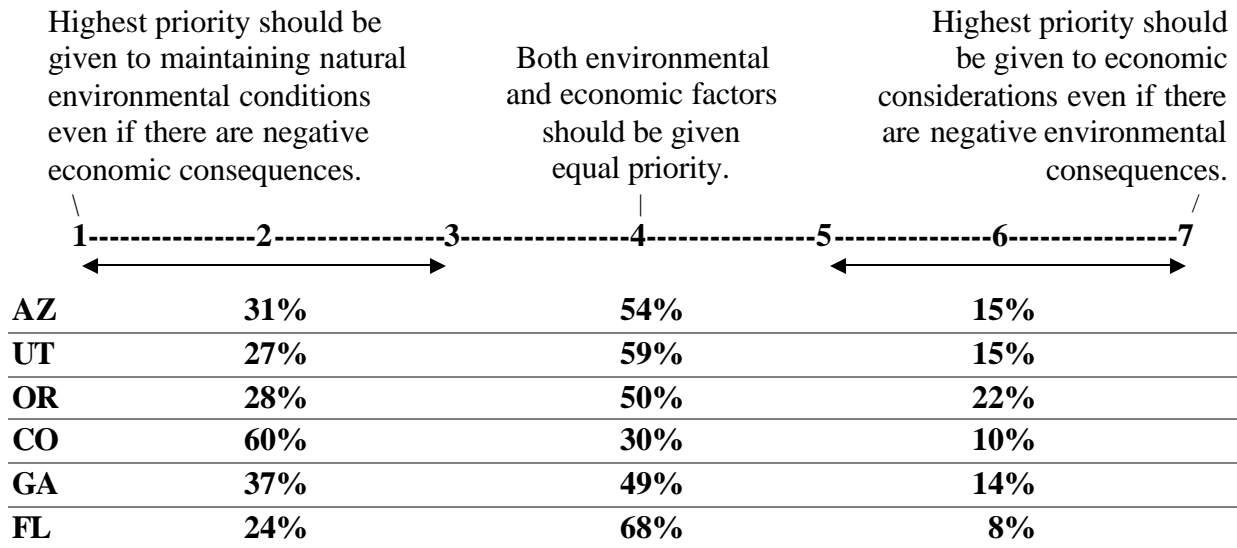 Highest priority should be
given to maintaining natural
environmental conditions
even if there are negative
economic consequences.
Both environmental
and economic factors
should be given
equal priority.
Highest priority should
be given to economic
considerations even if there
are negative environmental
consequences.
1----------------2----------------3----------------4----------------5----------------6----------------7
AZ 31% 54% 15%
UT 27% 59% 15%
OR 28% 50% 22%
CO 60% 30% 10%
GA 37% 49% 14%
FL 24% 68% 8%